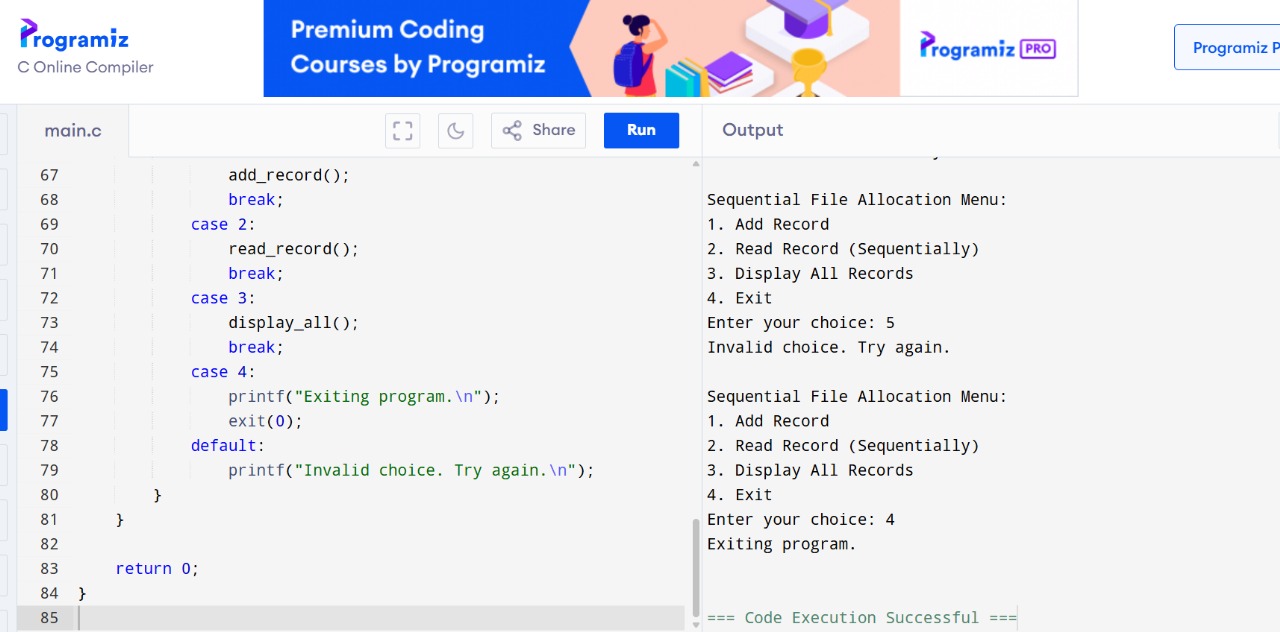 Programiz
C Online Compiler
Premium Coding
Courses by Programiz
Programiz PRO
Programiz P
main.c
Share
Run
Output
67 add_record();
68 break;
69 case 2:
70 read_record();
71 break;
72 case 3:
73 display_all();
74 break;
75 case 4:
76 printf("Exiting program.\n");
77 exit(0);
78 default:
79 printf("Invalid choice. Try again.\n");
80 }
81 }
82
83 return 0;
84 }
85
Sequential File Allocation Menu:
1. Add Record
2. Read Record (Sequentially)
3. Display All Records
4. Exit
Enter your choice: 5
Invalid choice. Try again.
Sequential File Allocation Menu:
1. Add Record
2. Read Record (Sequentially)
3. Display All Records
4. Exit
Enter your choice: 4
Exiting program.
=== Code Execution Successful ===